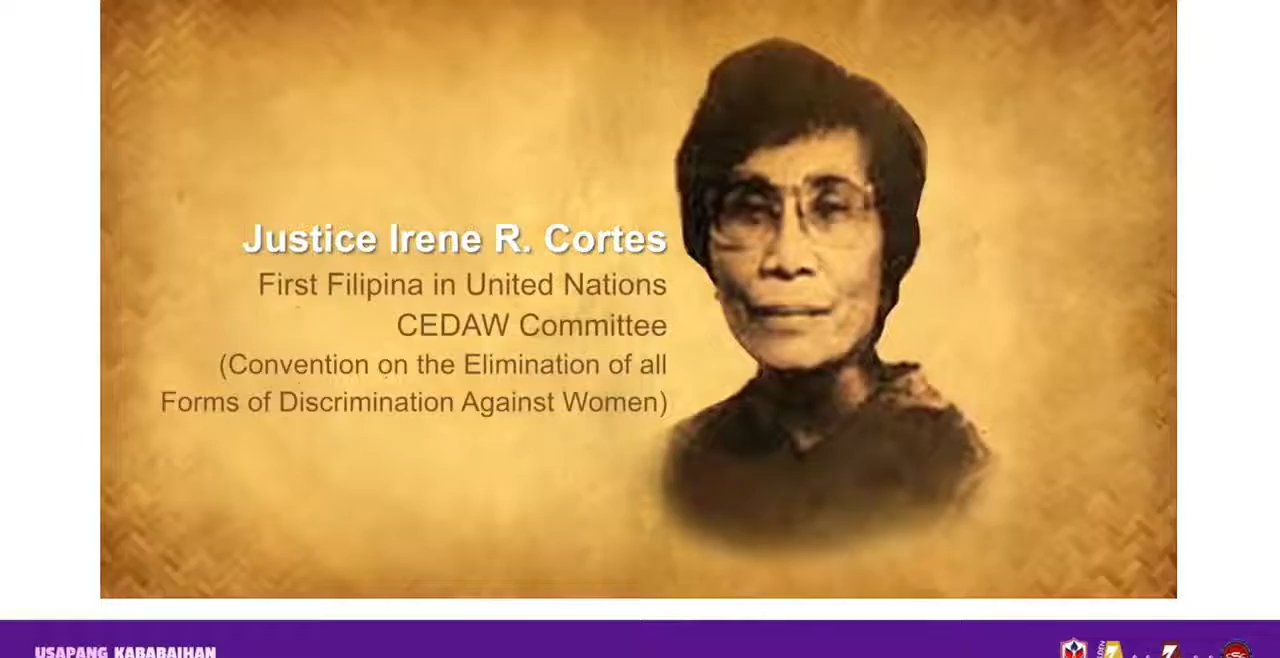 Justice Irene R. Cortes
First Filipina in United Nations
CEDAW Committee
(Convention on the Elimination of all
Forms of Discrimination Against Women)
USAPANG KABABAIHAN